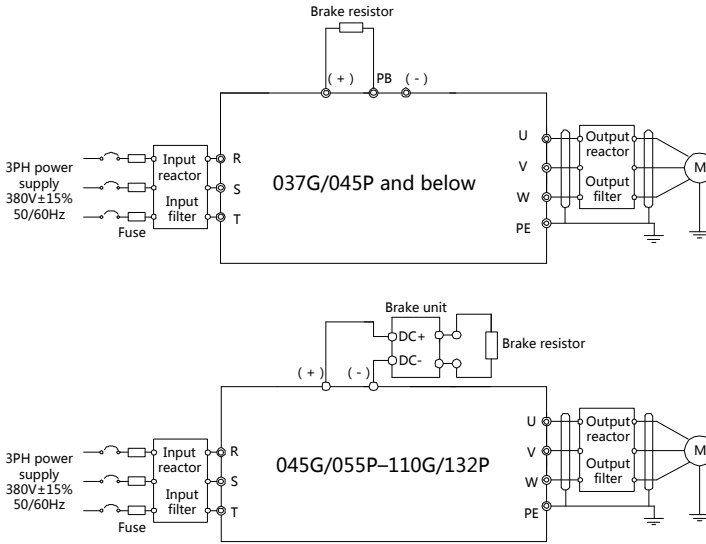 Brake resistor
( + )
PB
( - )
3PH power
supply
380V±15%
50/60Hz
Fuse
Input
reactor
Input
filter
R
S
T
037G/045P and below
U
V
W
PE
Output
reactor
Output
filter
M
Brake unit
DC+
DC-
Brake resistor
( + )
( - )
3PH power
supply
380V±15%
50/60Hz
Fuse
Input
reactor
Input
filter
R
S
T
045G/055P–110G/132P
U
V
W
PE
Output
reactor
Output
filter
M